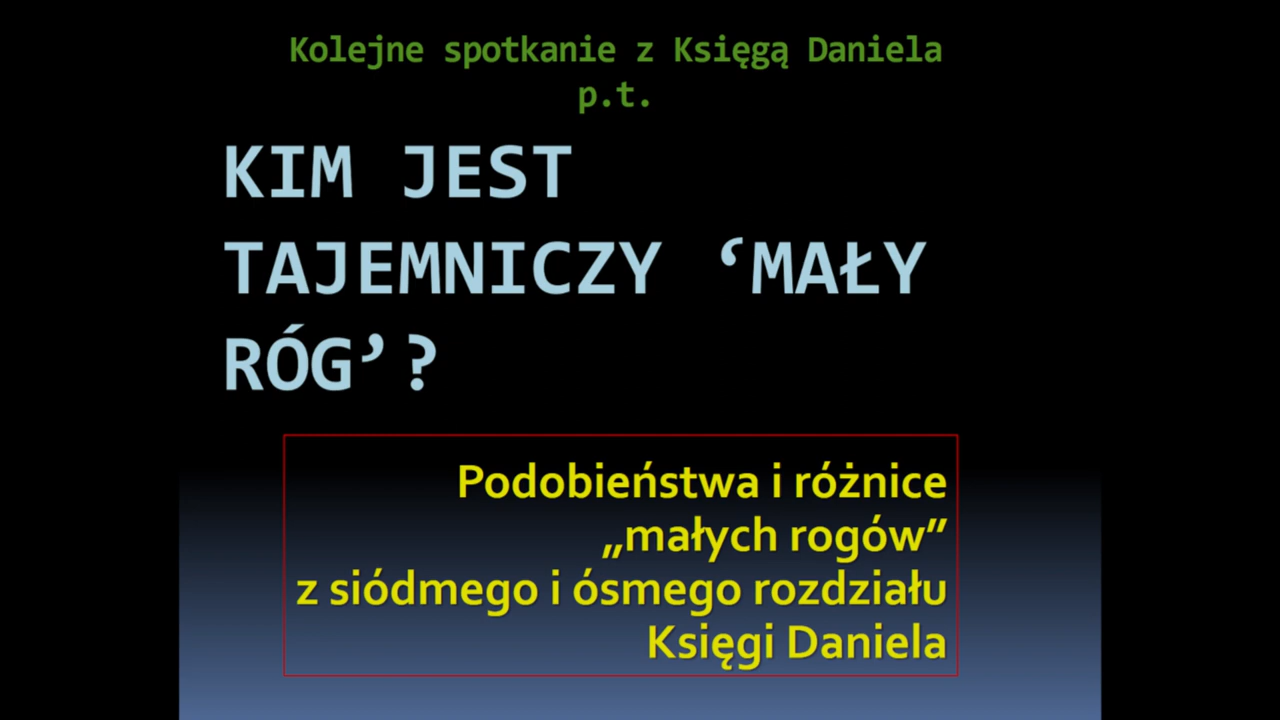 Kolejne spotkanie z Księgą Daniela
p.t.
KIM JEST
TAJEMNICZY ‘MAŁY
RÓG’?
Podobieństwa i różnice
„małych rogów”
z siódmego i ósmego rozdziału
Księgi Daniela